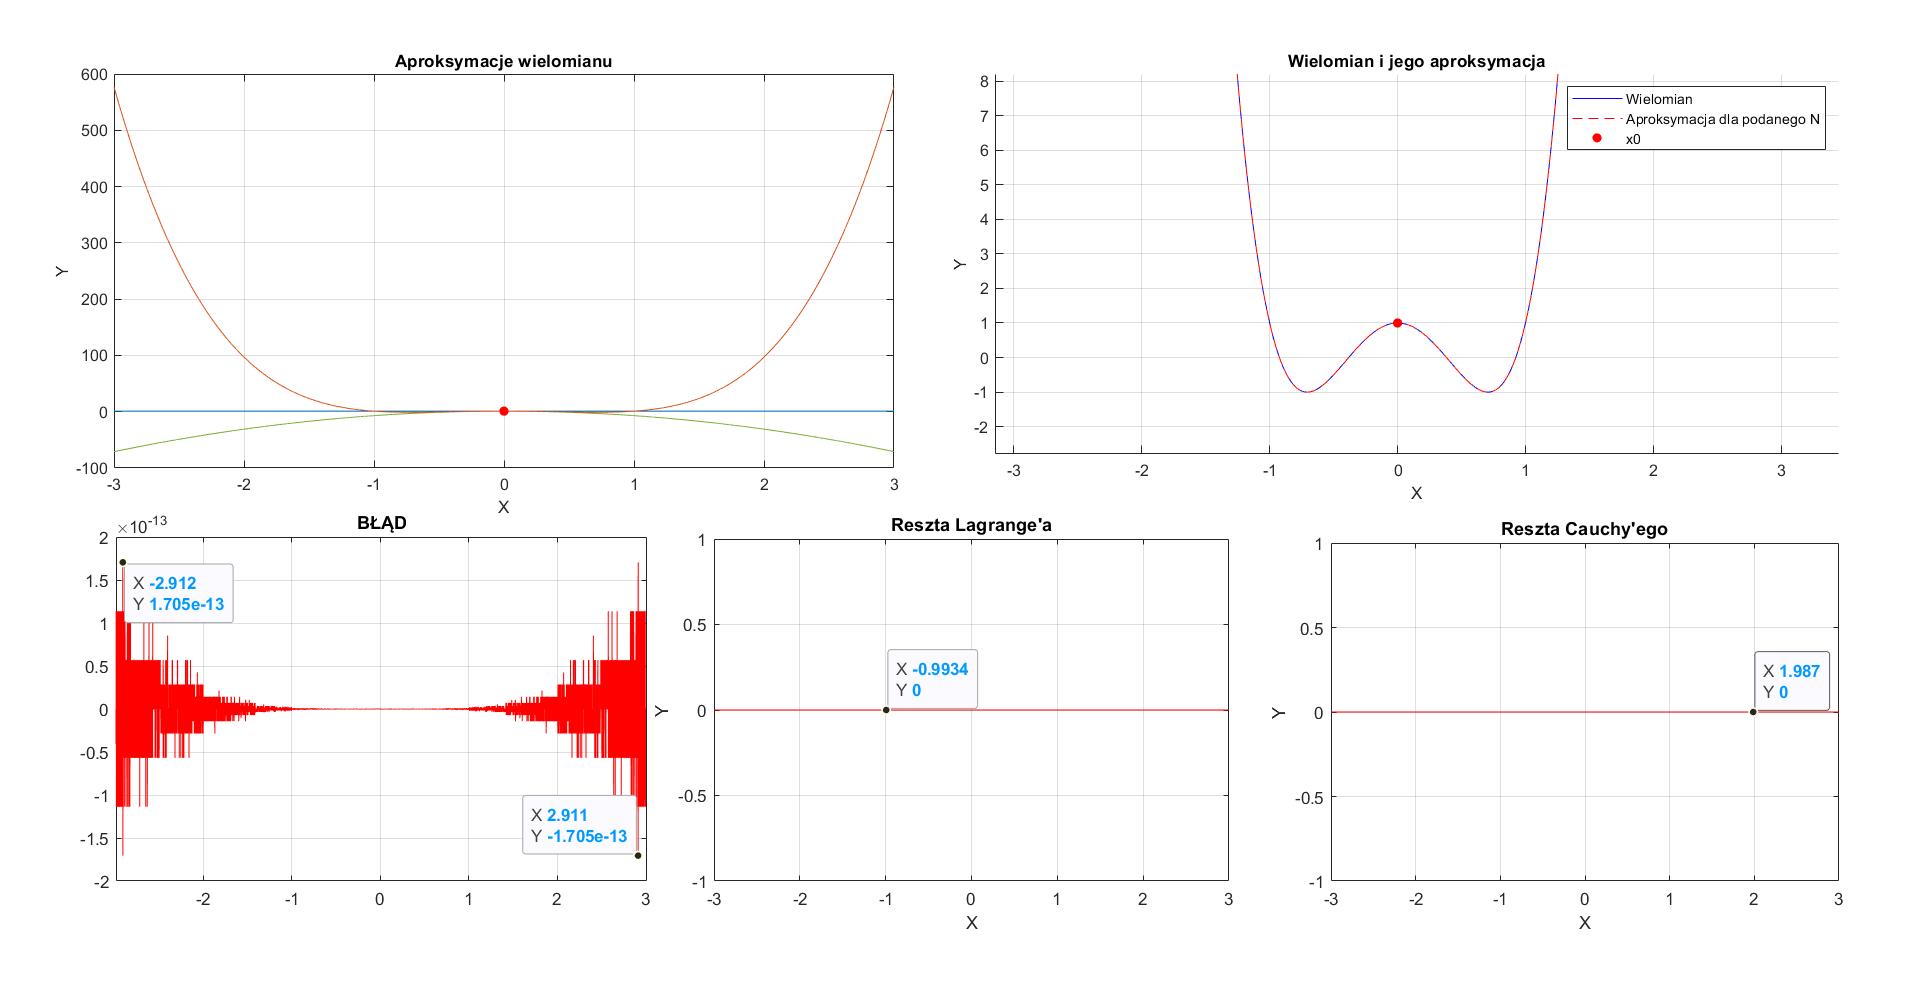 Aproksymacje wielomianu
600
500
400
300
200
100
0
-100
-3 -2 -1 0 1 2 3
X
Y
Wielomian i jego aproksymacja
8
7
6
5
4
3
2
1
0
-1
-2
-3 -2 -1 0 1 2 3
X
Y
Wielomian
Aproksymacja dla podanego N
x0
BŁĄD
×10-13
2
1.5
1
0.5
0
-0.5
-1
-1.5
-2
-2 -1 0 1 2 3
X -2.912
Y 1.705e-13
X 2.911
Y -1.705e-13
Reszta Lagrange'a
1
0.5
0
-0.5
-1
-3 -2 -1 0 1 2 3
X
Y
X -0.9934
Y 0
Reszta Cauchy'ego
1
0.5
0
-0.5
-1
-3 -2 -1 0 1 2 3
X
Y
X 1.987
Y 0